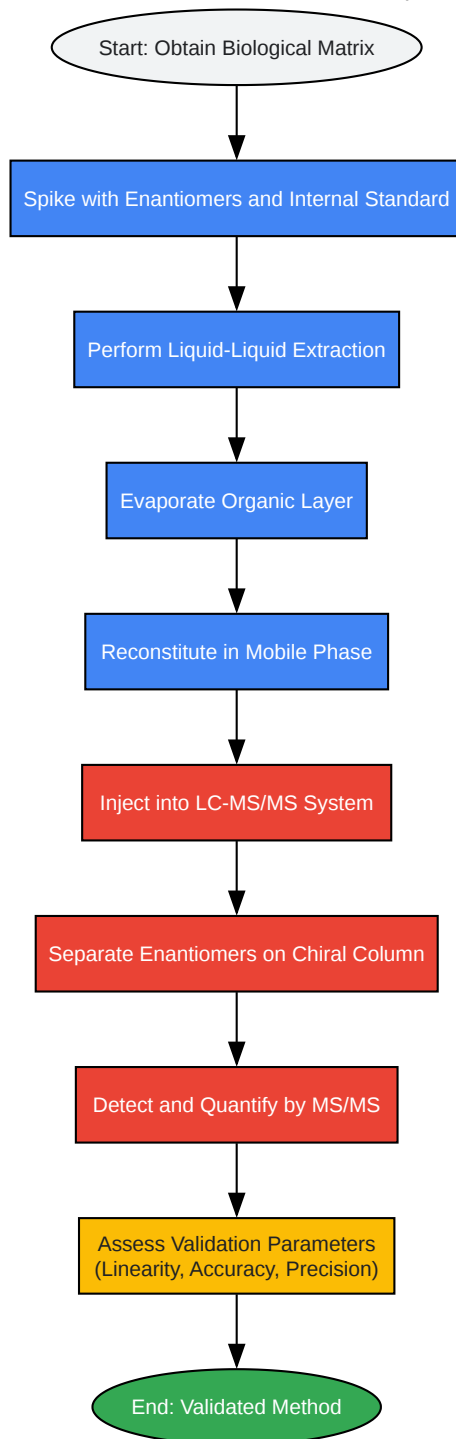 Start: Obtain Biological Matrix
Spike with Enantiomers and Internal Standard
Perform Liquid-Liquid Extraction
Evaporate Organic Layer
Reconstitute in Mobile Phase
Inject into LC-MS/MS System
Separate Enantiomers on Chiral Column
Detect and Quantify by MS/MS
Assess Validation Parameters
(Linearity, Accuracy, Precision)
End: Validated Method